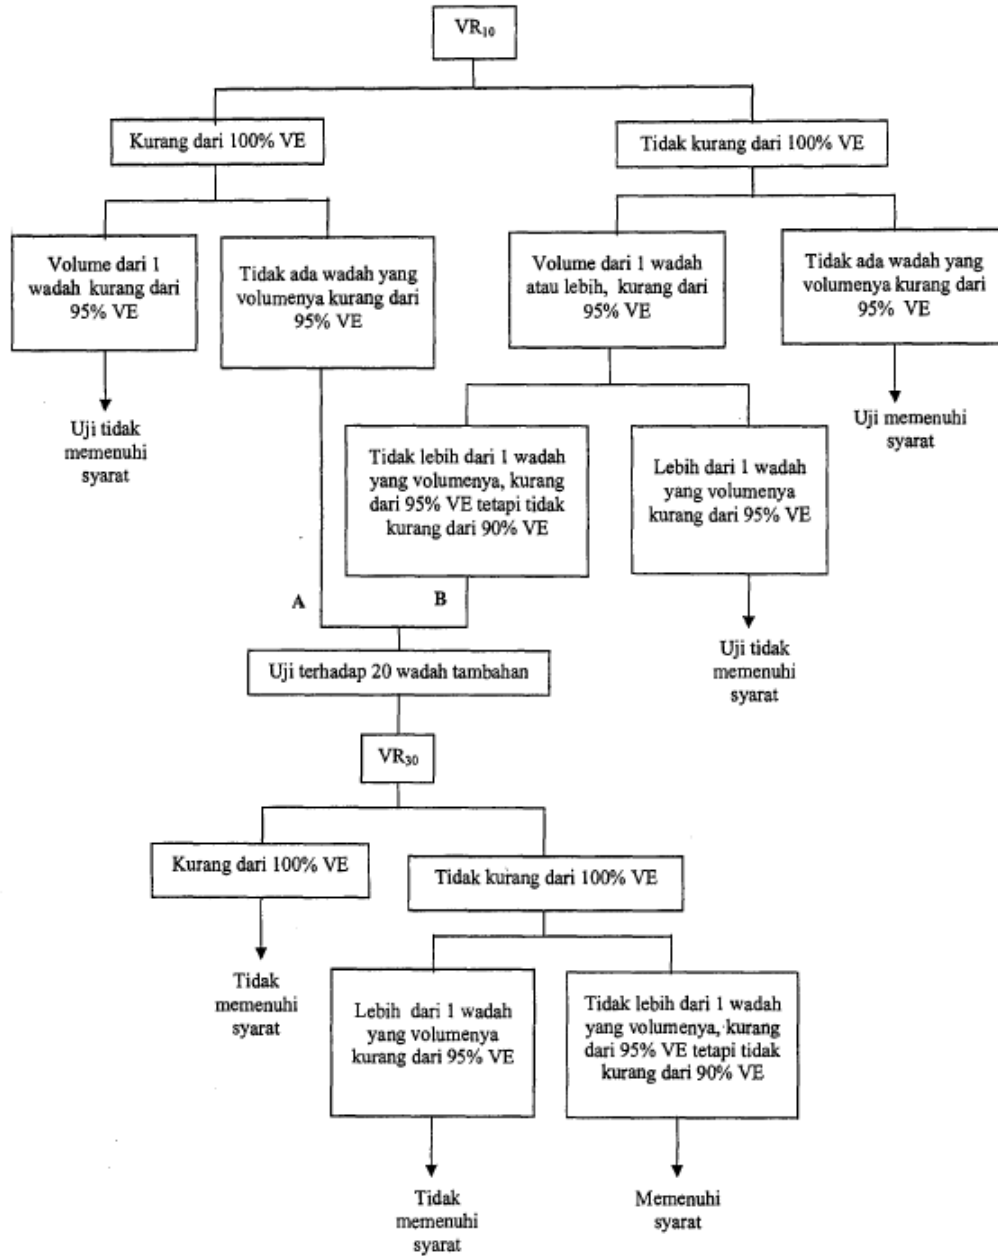 VR10
Kurang dari 100% VE
Tidak kurang dari 100% VE
Volume dari 1
wadah kurang dari
95% VE
Tidak ada wadah yang
volumenya kurang dari
95% VE
Volume dari 1 wadah
atau lebih, kurang dari
95% VE
Tidak ada wadah yang
volumenya kurang dari
95% VE
Uji tidak
memenuhi
syarat
Tidak lebih dari 1 wadah
yang volumenya, kurang
dari 95% VE tetapi tidak
kurang dari 90% VE
Lebih dari 1 wadah
yang volumenya
kurang dari 95% VE
Uji memenuhi
syarat
A
B
Uji tidak
memenuhi
syarat
Uji terhadap 20 wadah tambahan
VR30
Kurang dari 100% VE
Tidak kurang dari 100% VE
Tidak
memenuhi
syarat
Lebih dari 1 wadah
yang volumenya
kurang dari 95% VE
Tidak lebih dari 1 wadah
yang volumenya, kurang
dari 95% VE tetapi tidak
kurang dari 90% VE
Tidak
memenuhi
syarat
Memenuhi
syarat